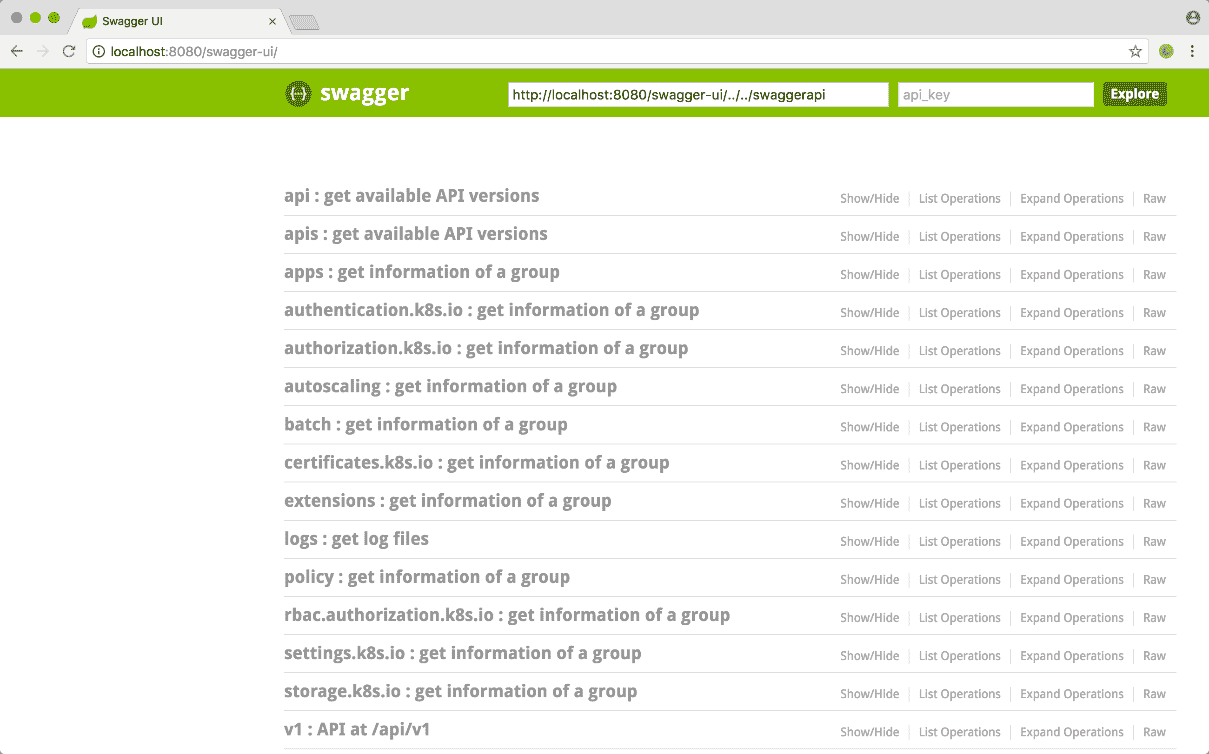 Swagger UI
localhost:8080/swagger-ui/
swagger http://localhost:8080/swagger-ui/../../swaggerapi api_key Explore
api : get available API versions Show/Hide List Operations Expand Operations Raw
apis : get available API versions Show/Hide List Operations Expand Operations Raw
apps : get information of a group Show/Hide List Operations Expand Operations Raw
authentication.k8s.io : get information of a group Show/Hide List Operations Expand Operations Raw
authorization.k8s.io : get information of a group Show/Hide List Operations Expand Operations Raw
autoscaling : get information of a group Show/Hide List Operations Expand Operations Raw
batch : get information of a group Show/Hide List Operations Expand Operations Raw
certificates.k8s.io : get information of a group Show/Hide List Operations Expand Operations Raw
extensions : get information of a group Show/Hide List Operations Expand Operations Raw
logs : get log files Show/Hide List Operations Expand Operations Raw
policy : get information of a group Show/Hide List Operations Expand Operations Raw
rbac.authorization.k8s.io : get information of a group Show/Hide List Operations Expand Operations Raw
settings.k8s.io : get information of a group Show/Hide List Operations Expand Operations Raw
storage.k8s.io : get information of a group Show/Hide List Operations Expand Operations Raw
v1 : API at /api/v1 Show/Hide List Operations Expand Operations Raw